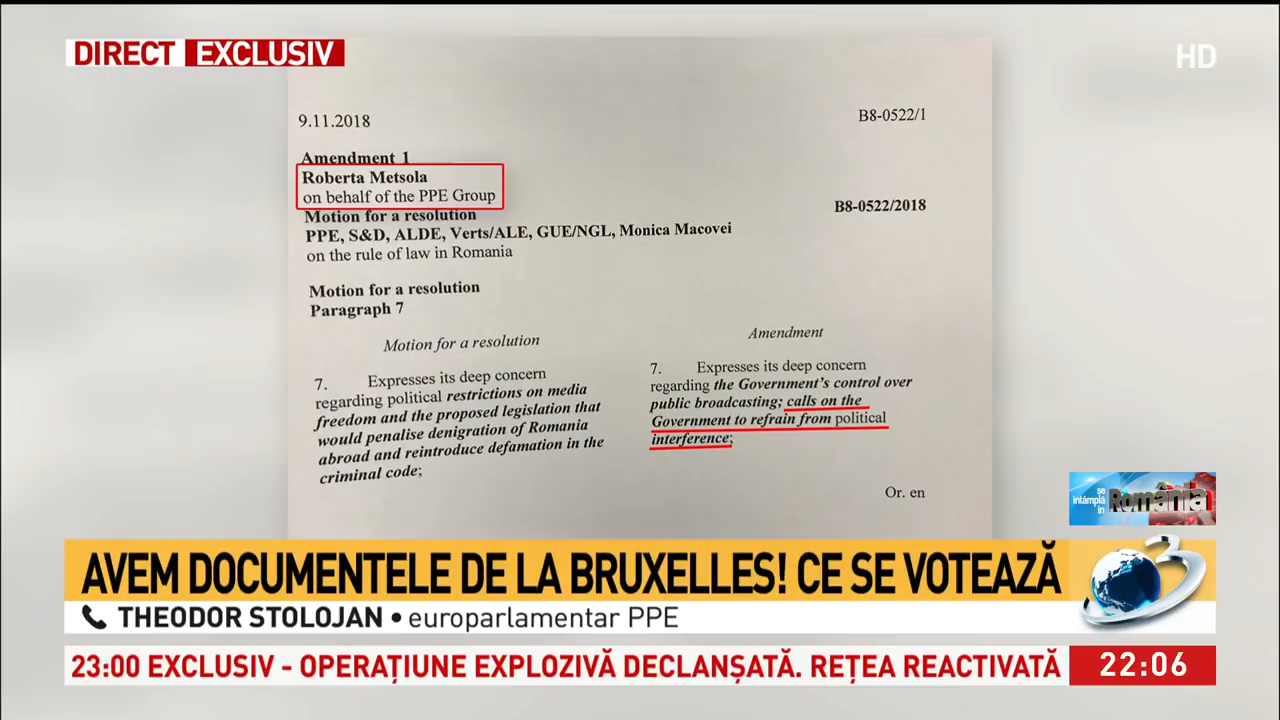 DIRECT EXCLUSIV
HD
9.11.2018
B8-0522/1
Amendment 1
Roberta Metsola
on behalf of the PPE Group
Motion for a resolution
B8-0522/2018
PPE, S&D, ALDE, Verts/ALE, GUE/NGL, Monica Macovei
on the rule of law in Romania
Motion for a resolution
Paragraph 7
Motion for a resolution
7. Expresses its deep concern
regarding political restrictions on media
freedom and the proposed legislation that
would penalise denigration of Romania
abroad and reintroduce defamation in the
criminal code;
Amendment
7. Expresses its deep concern
regarding the Government's control over
public broadcasting; calls on the
Government to refrain from political
interference;
Or. en
se
întâmplă
în
România
AVEM DOCUMENTELE DE LA BRUXELLES! CE SE VOTEAZĂ
3
THEODOR STOLOJAN • europarlamentar PPE
23:00 EXCLUSIV - OPERAȚIUNE EXPLOZIVĂ DECLANȘATĂ. REȚEA REACTIVATĂ
22:06